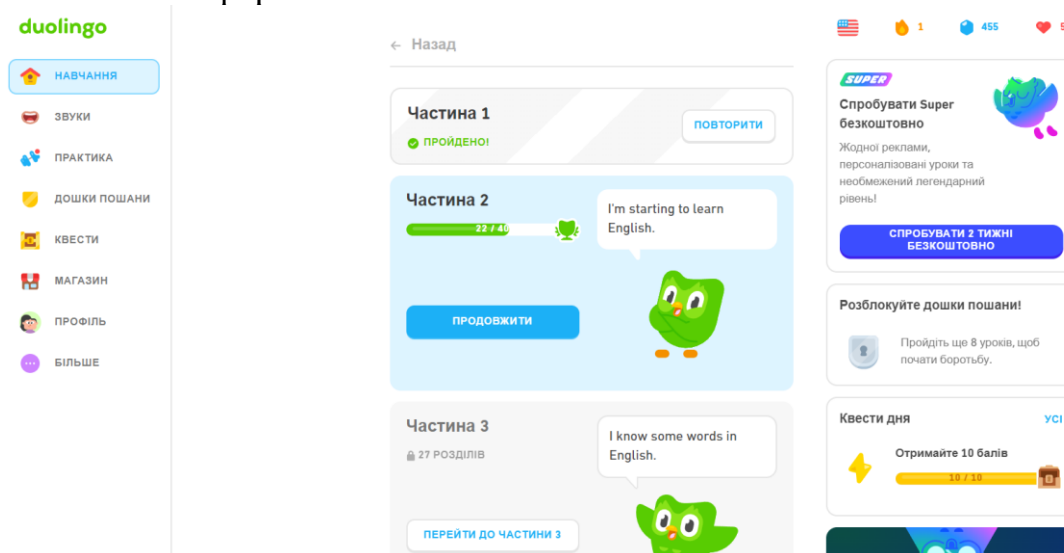 duolingo
НАВЧАННЯ
ЗВУКИ
ПРАКТИКА
ДОШКИ ПОШАНИ
КВЕСТИ
МАГАЗИН
ПРОФІЛЬ
БІЛЬШЕ
← Назад
Частина 1
ПРОЙДЕНО!
ПОВТОРИТИ
Частина 2
22 / 40
I'm starting to learn
English.
ПРОДОВЖИТИ
Частина 3
27 РОЗДІЛІВ
I know some words in
English.
ПЕРЕЙТИ ДО ЧАСТИНИ 3
1
455
SUPER
Спробувати Super
безкоштовно
Жодної реклами,
персоналізовані уроки та
необмежений легендарний
рівень!
СПРОБУВАТИ 2 ТИЖНІ
БЕЗКОШТОВНО
Розблокуйте дошки пошани!
Пройдіть ще 8 уроків, щоб
почати боротьбу.
Квести дня
УСІ
Отримайте 10 балів
10 / 10